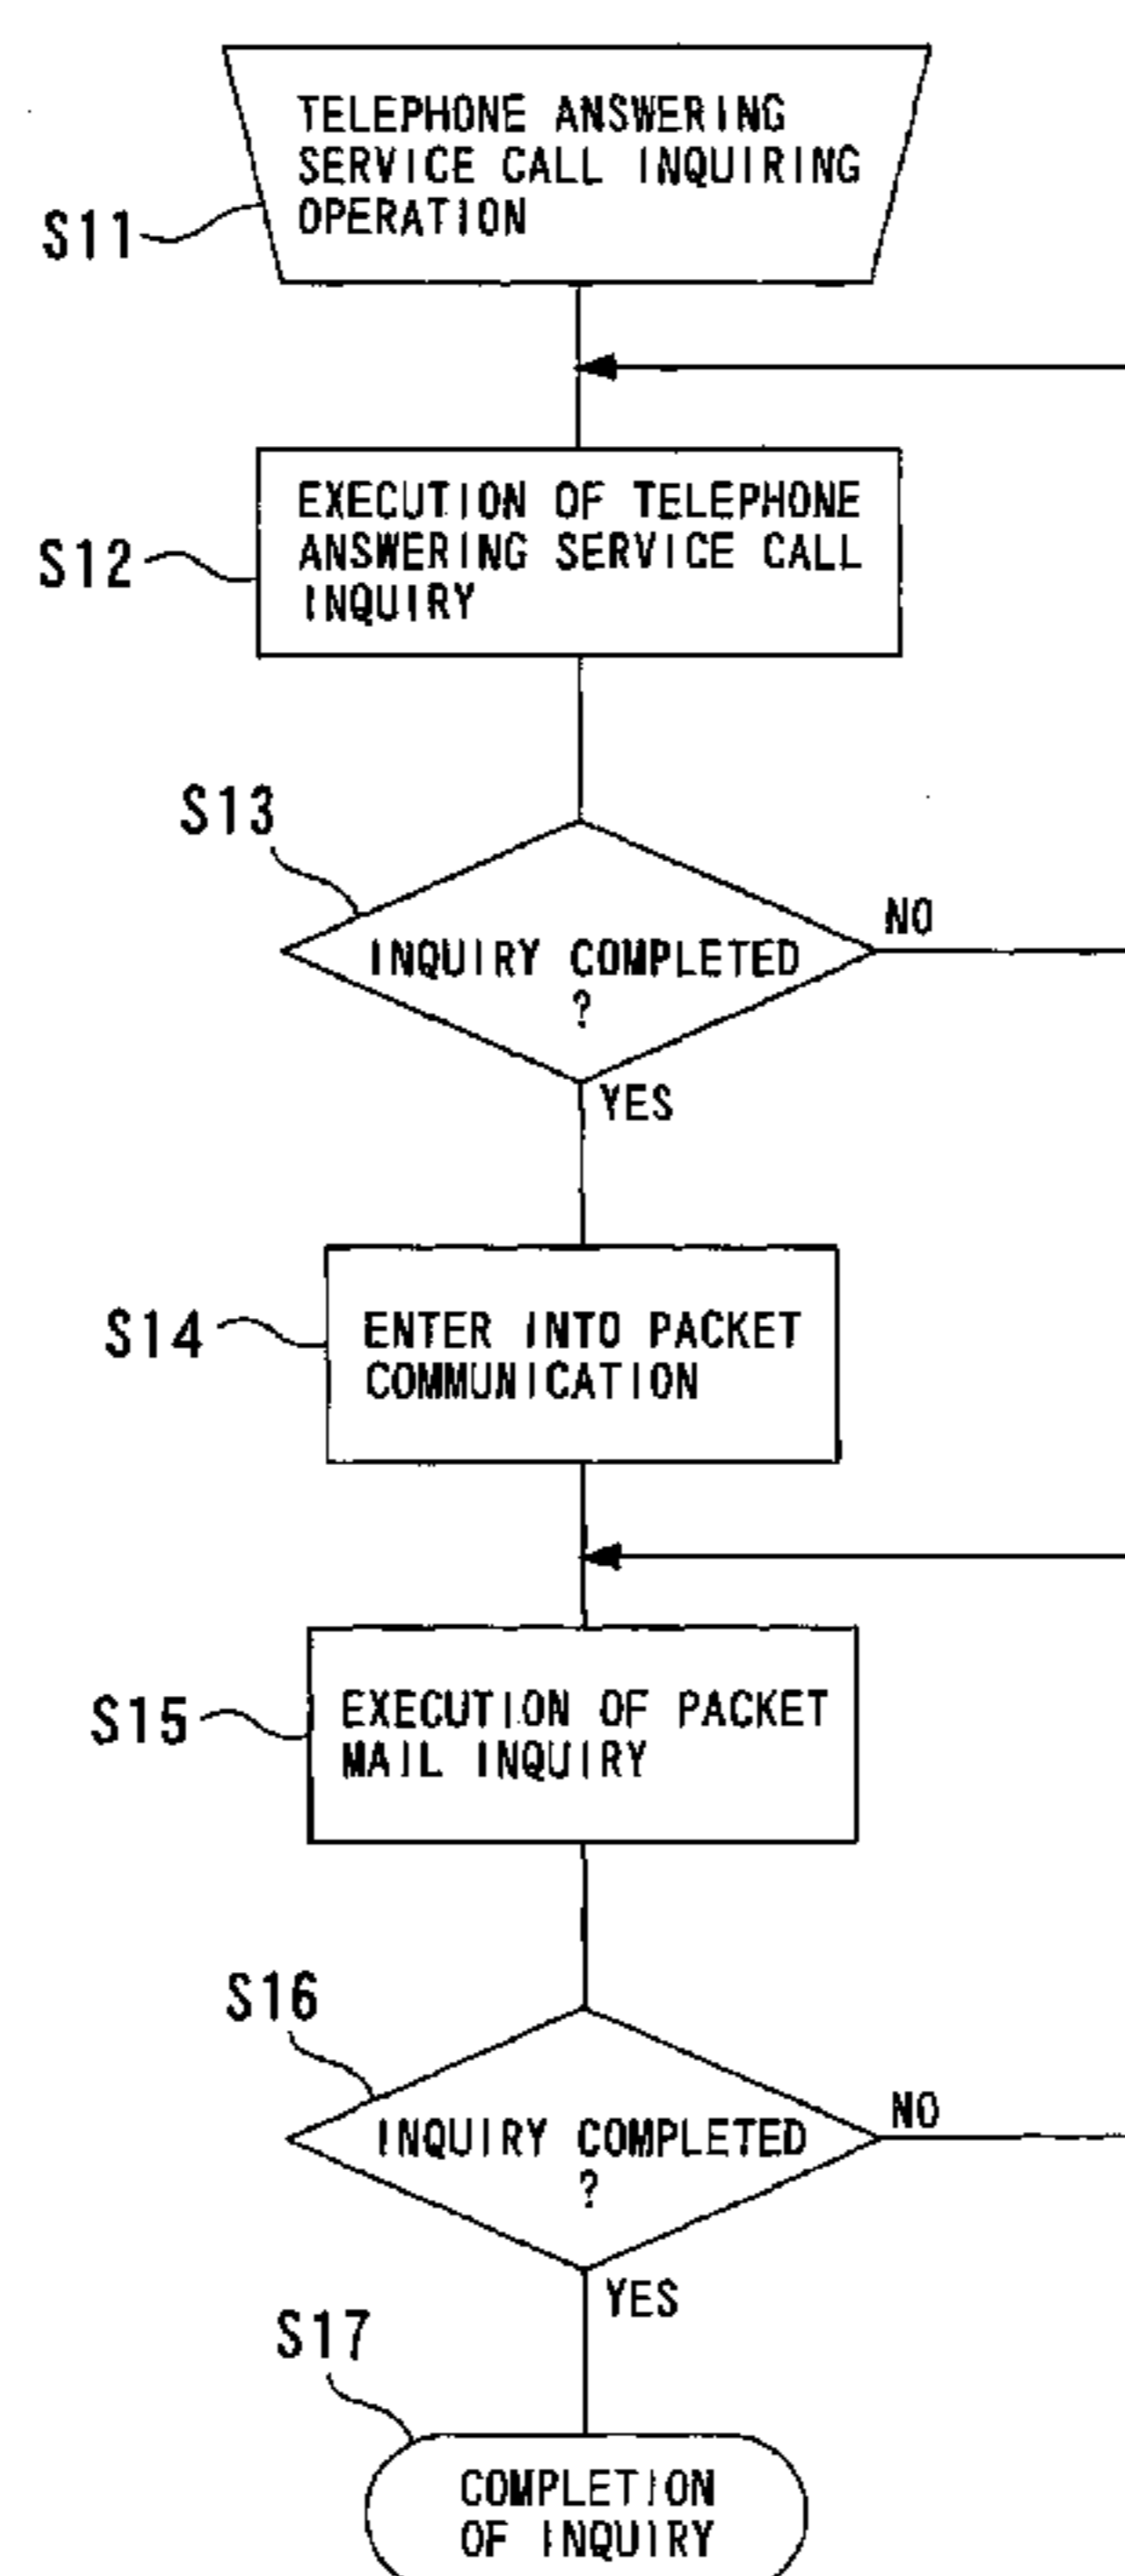 TELEPHONE ANSWERING
SERVICE CALL INQUIRING
OPERATION
S11
EXECUTION OF TELEPHONE
ANSWERING SERVICE CALL
INQUIRY
S12
S13
NO
INQUIRY COMPLETED
?
YES
S14
ENTER INTO PACKET
COMMUNICATION
S15
EXECUTION OF PACKET
MAIL INQUIRY
S16
NO
INQUIRY COMPLETED
?
YES
S17
COMPLETION
OF INQUIRY